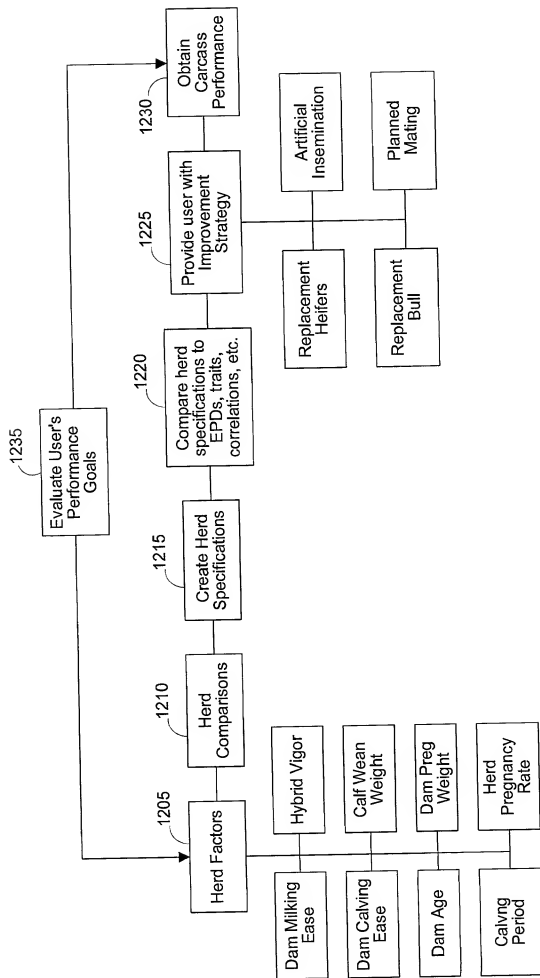 1235
Evaluate User's
Performance
Goals
1205
Herd Factors
1210
Herd
Comparisons
1215
Create Herd
Specifications
1220
Compare herd
specifications to
EPDs, traits,
correlations, etc.
1225
Provide user with
Improvement
Strategy
1230
Obtain
Carcass
Performance
Dam Milking
Ease
Hybrid Vigor
Dam Calving
Ease
Calf Wean
Weight
Dam Age
Dam Preg
Weight
Calvng
Period
Herd
Pregnancy
Rate
Replacement
Heifers
Artificial
Insemination
Replacement
Bull
Planned
Mating